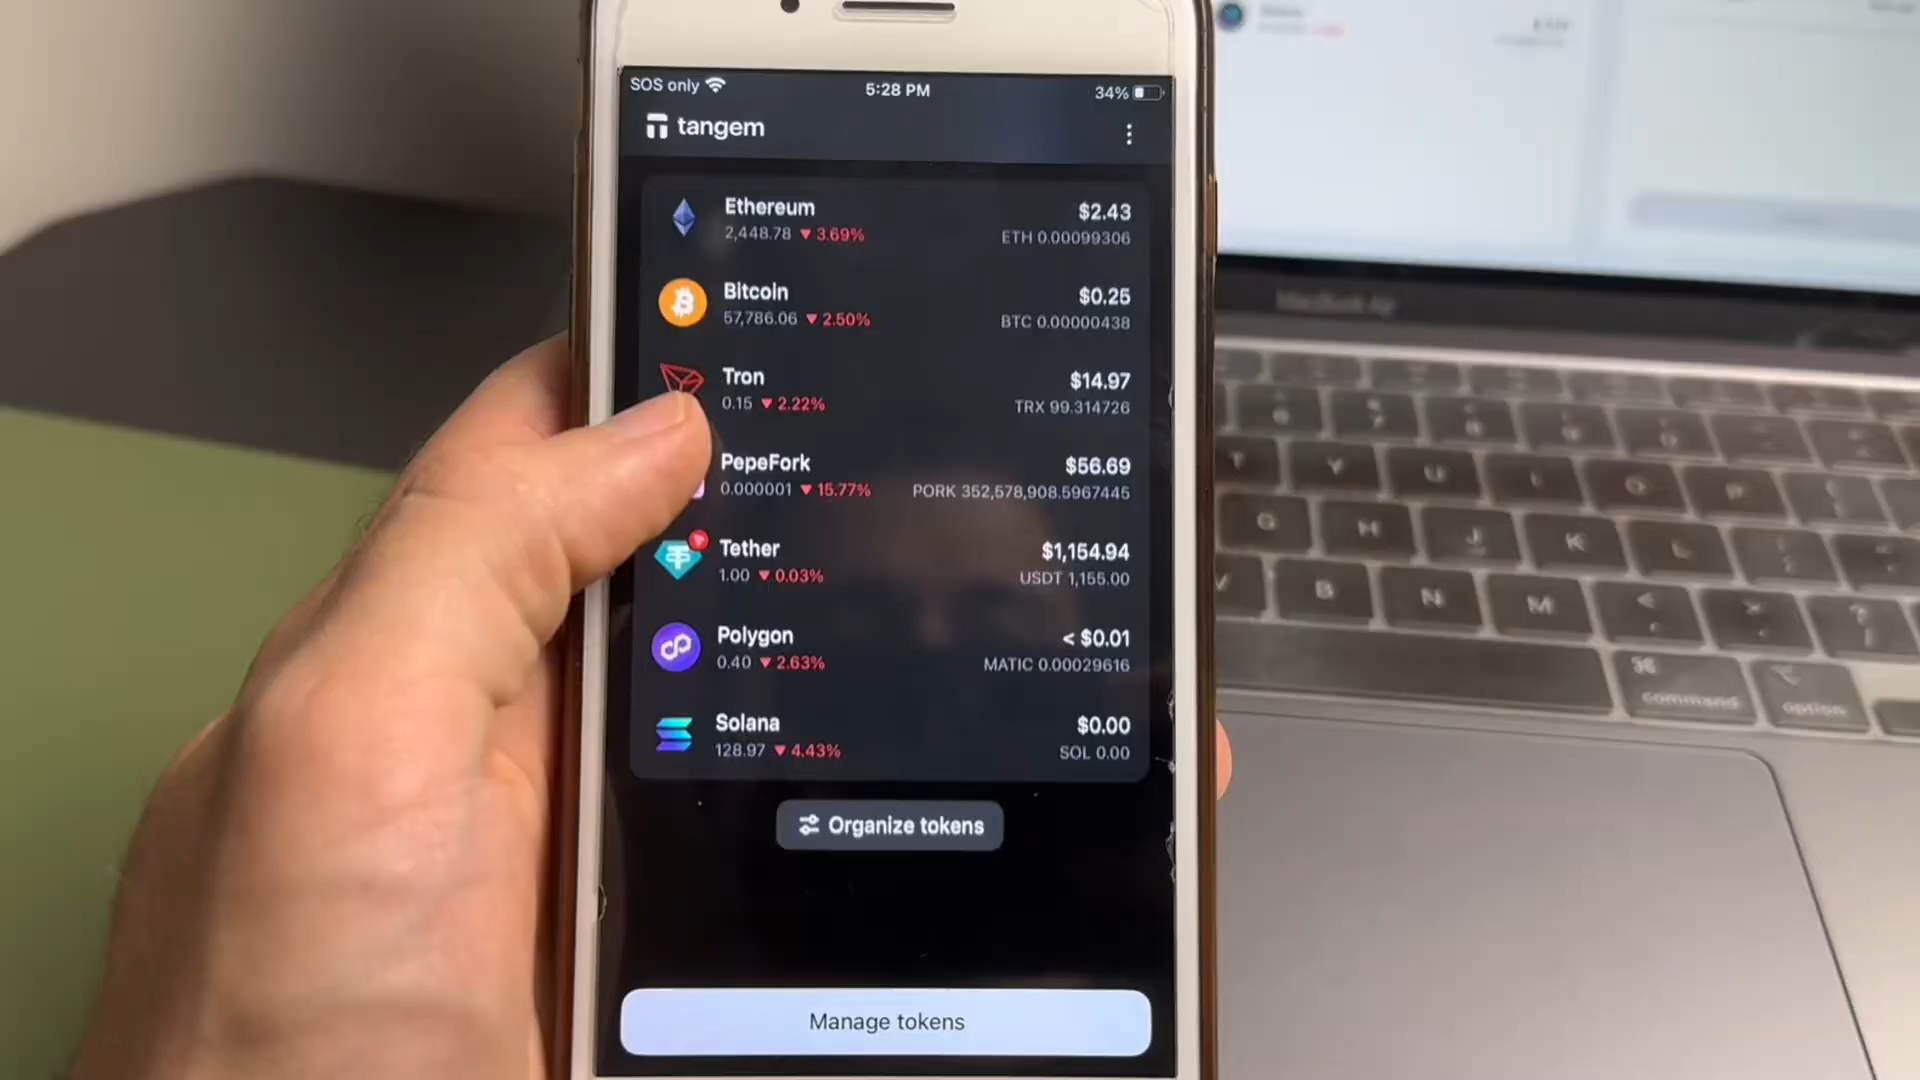 SOS only
5:28 PM
34%
tangem
Ethereum
$2.43
2,448.78 ▼ 3.69%
ETH 0.00099306
Bitcoin
$0.25
57,786.06 ▼ 2.50%
BTC 0.00000438
Tron
$14.97
0.15 ▼ 2.22%
TRX 99.314726
PepeFork
$56.69
0.000001 ▼ 15.77%
PORK 352,578,908.5967445
Tether
$1,154.94
1.00 ▼ 0.03%
USDT 1,155.00
Polygon
< $0.01
0.40 ▼ 2.63%
MATIC 0.00029616
Solana
$0.00
128.97 ▼ 4.43%
SOL 0.00
Organize tokens
Manage tokens
MacBook Air
T Y U I O P
G H J K L
V B N M
⌘
command
option